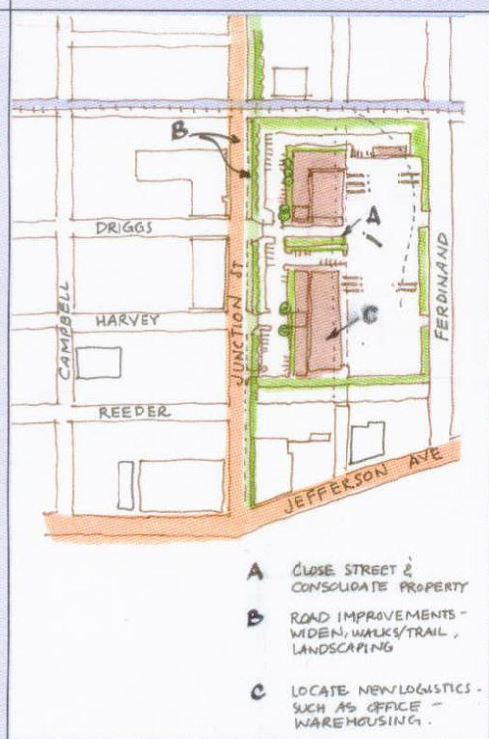 B
A
DRIGGS
JUNCTION ST
FERDINAND
CAMPBELL
C
HARVEY
REEDER
JEFFERSON AVE
A CLOSE STREET &
CONSOLIDATE PROPERTY
B ROAD IMPROVEMENTS -
WIDEN, WALKS/TRAIL,
LANDSCAPING
C LOCATE NEW LOGISTICS -
SUCH AS OFFICE -
WAREHOUSING.